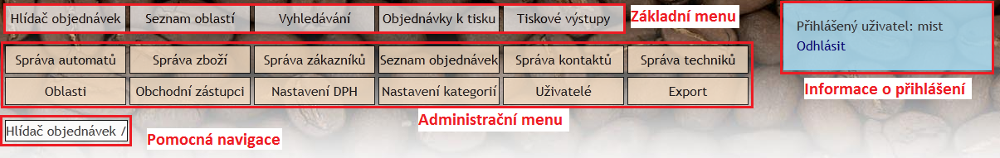 Hlídač objednávek Seznam oblastí Vyhledávání Objednávky k tisku Tiskové výstupy Základní menu
Přihlášený uživatel: mist
Odhlásit
Informace o přihlášení
Správa automatů Správa zboží Správa zákazníků Seznam objednávek Správa kontaktů Správa techniků
Oblasti Obchodní zástupci Nastavení DPH Nastavení kategorií Uživatelé Export
Administrační menu
Hlídač objednávek /
Pomocná navigace